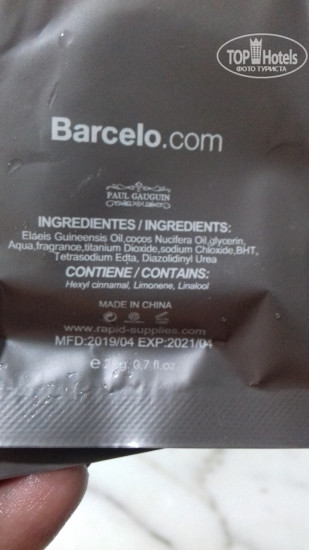 TOP Hotels
ФОТО ТУРИСТА
Barcelo.com
PAUL GAUGUIN
INGREDIENTES / INGREDIENTS:
Elaeis Guineensis Oil,cocos Nucifera Oil,glycerin,
Aqua,fragrance,titanium Dioxide,sodium Chloride,BHT,
Tetrasodium Edta, Diazolidinyl Urea
CONTIENE / CONTAINS:
Hexyl cinnamal, Limonene, Linalool
MADE IN CHINA
www.rapid-supplies.com
MFD:2019/04 EXP:2021/04
0.7 fl.oz